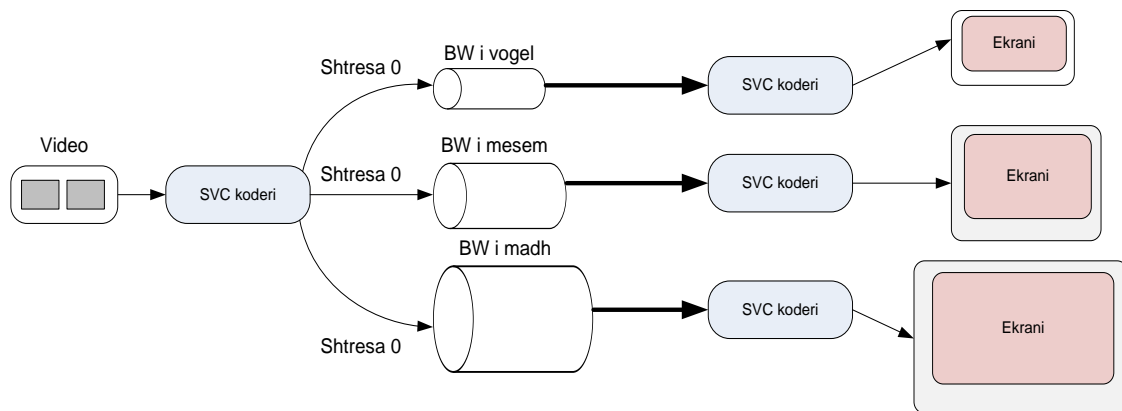 BW i vogel
Ekrani
Shtresa 0
SVC koderi
Video
BW i mesem
SVC koderi
Shtresa 0
SVC koderi
Ekrani
BW i madh
SVC koderi
Ekrani
Shtresa 0